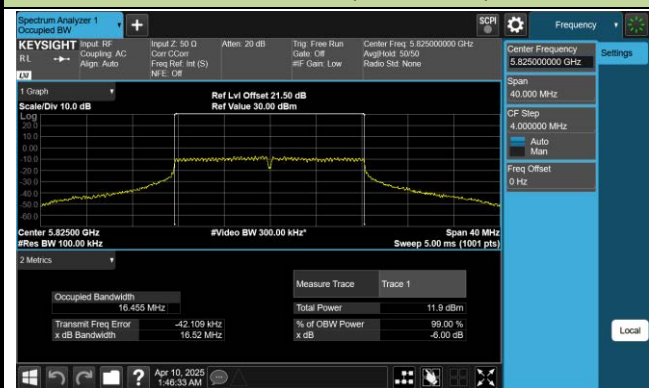 Spectrum Analyzer 1
Occupied BW
+
SCPI
Frequency
KEYSIGHT
RL
LXI
Input: RF
Coupling: AC
Align: Auto
Input Z: 50 Ω
Corr CCorr
Freq Ref: Int (S)
NFE: Off
Atten: 20 dB
Trig: Free Run
Gate: Off
#IF Gain: Low
Center Freq: 5.825000000 GHz
Avg|Hold: 50/50
Radio Std: None
Center Frequency
5.825000000 GHz
Settings
Span
40.000 MHz
CF Step
4.000000 MHz
Auto
Man
Freq Offset
0 Hz
Local
1 Graph
Scale/Div 10.0 dB
Ref Lvl Offset 21.50 dB
Ref Value 30.00 dBm
Log
20.0
10.0
0.00
-10.0
-20.0
-30.0
-40.0
-50.0
-60.0
Center 5.82500 GHz
#Res BW 100.00 kHz
#Video BW 300.00 kHz*
Span 40 MHz
Sweep 5.00 ms (1001 pts)
2 Metrics
Measure Trace
Trace 1
Occupied Bandwidth
16.455 MHz
Total Power
11.9 dBm
Transmit Freq Error
-42.109 kHz
% of OBW Power
99.00 %
x dB Bandwidth
16.52 MHz
x dB
-6.00 dB
?
Apr 10, 2025
1:46:33 AM